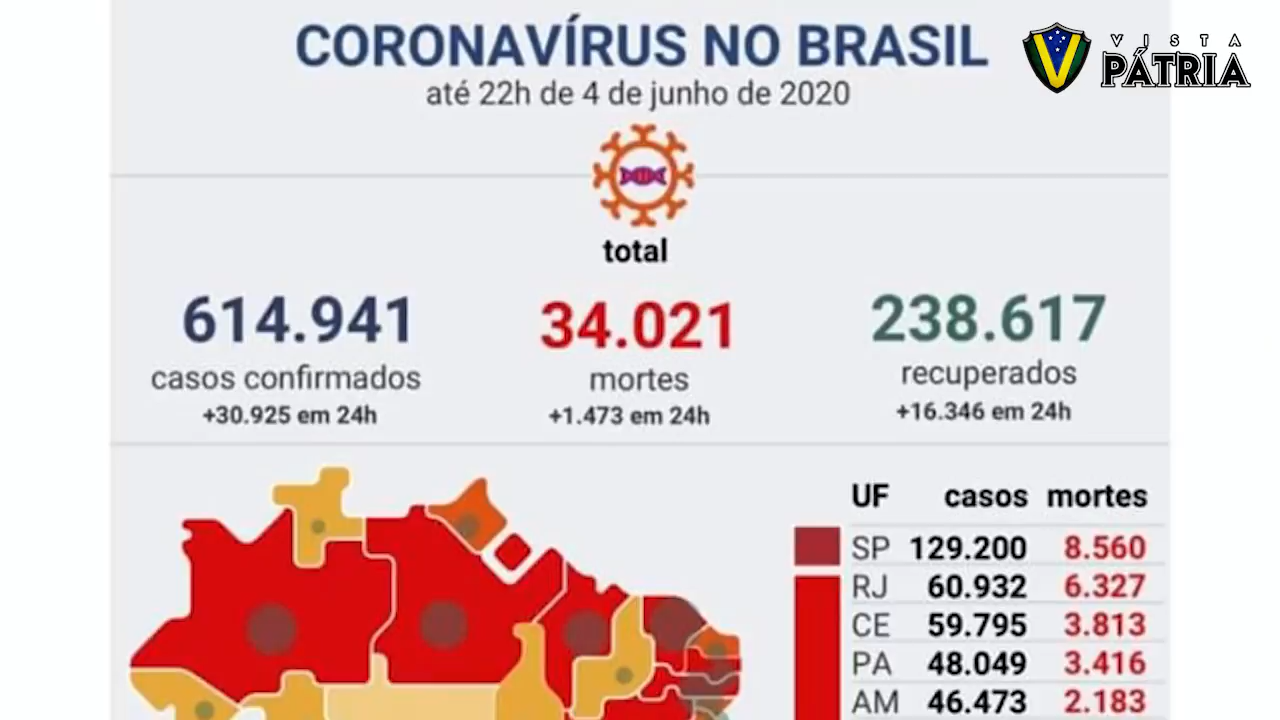 CORONAVÍRUS NO BRASIL
até 22h de 4 de junho de 2020
VISTA
PÁTRIA
total
614.941 34.021 238.617
casos confirmados mortes recuperados
+30.925 em 24h +1.473 em 24h +16.346 em 24h
UF casos mortes
SP 129.200 8.560
RJ 60.932 6.327
CE 59.795 3.813
PA 48.049 3.416
AM 46.473 2.183